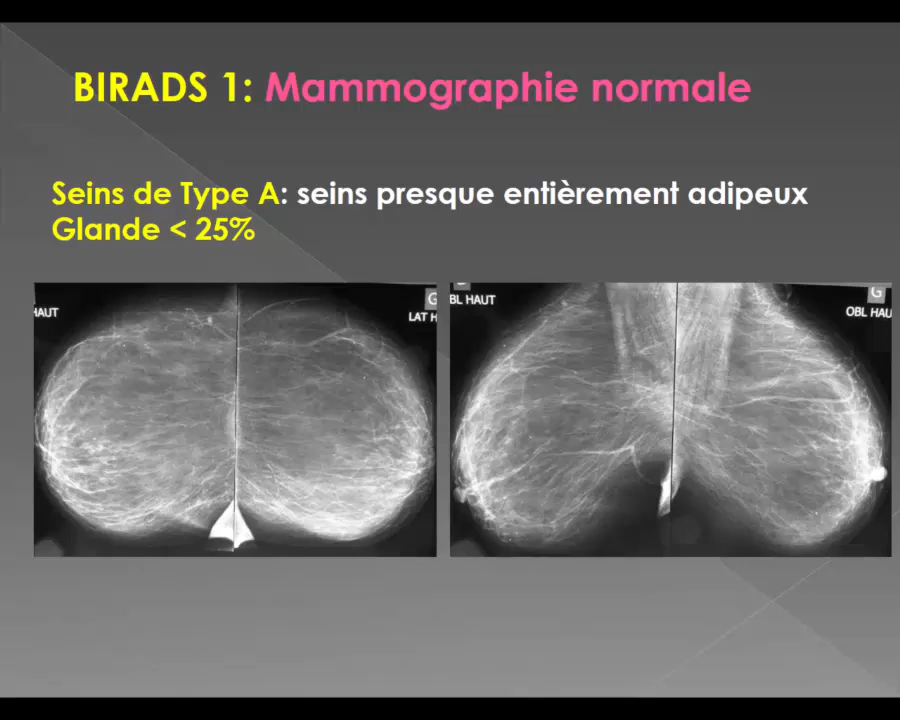 BIRADS 1: Mammographie normale
Seins de Type A: seins presque entièrement adipeux
Glande < 25%
HAUT
G
LAT H
BL HAUT
G
OBL HAU